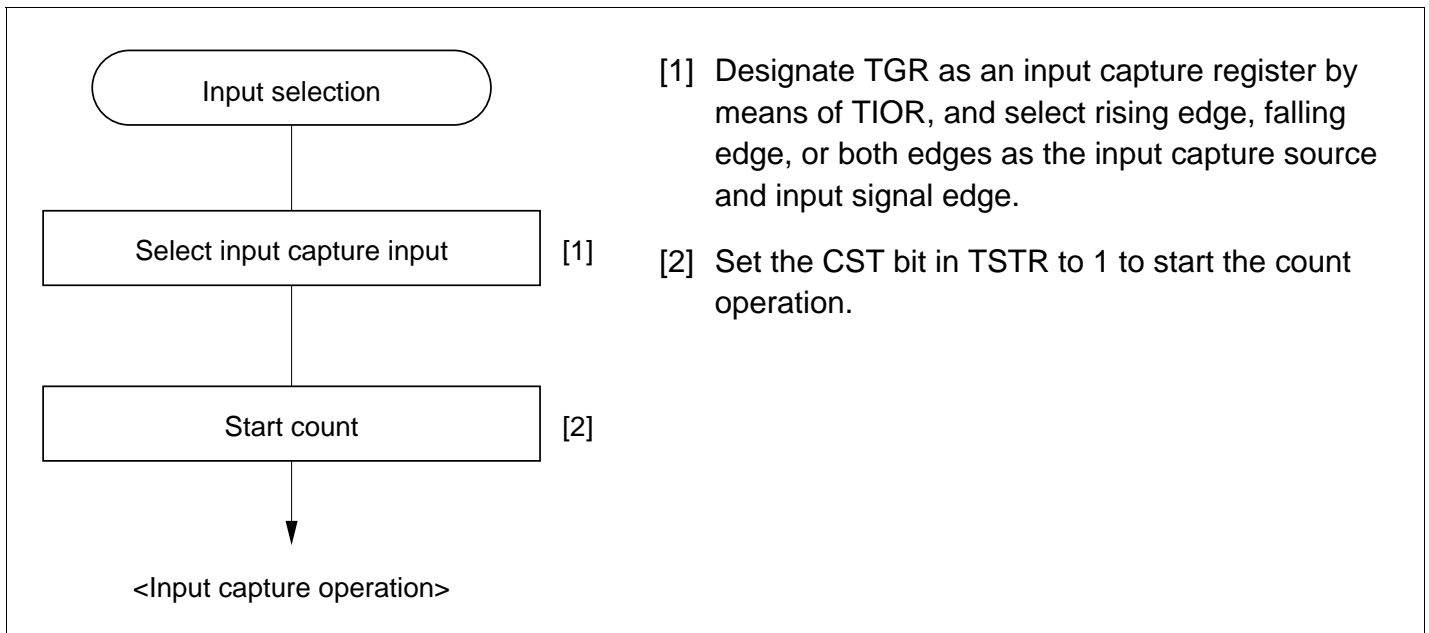 Input selection
Select input capture input
[1]
Start count
[2]
<Input capture operation>
[1] Designate TGR as an input capture register by
means of TIOR, and select rising edge, falling
edge, or both edges as the input capture source
and input signal edge.
[2] Set the CST bit in TSTR to 1 to start the count
operation.